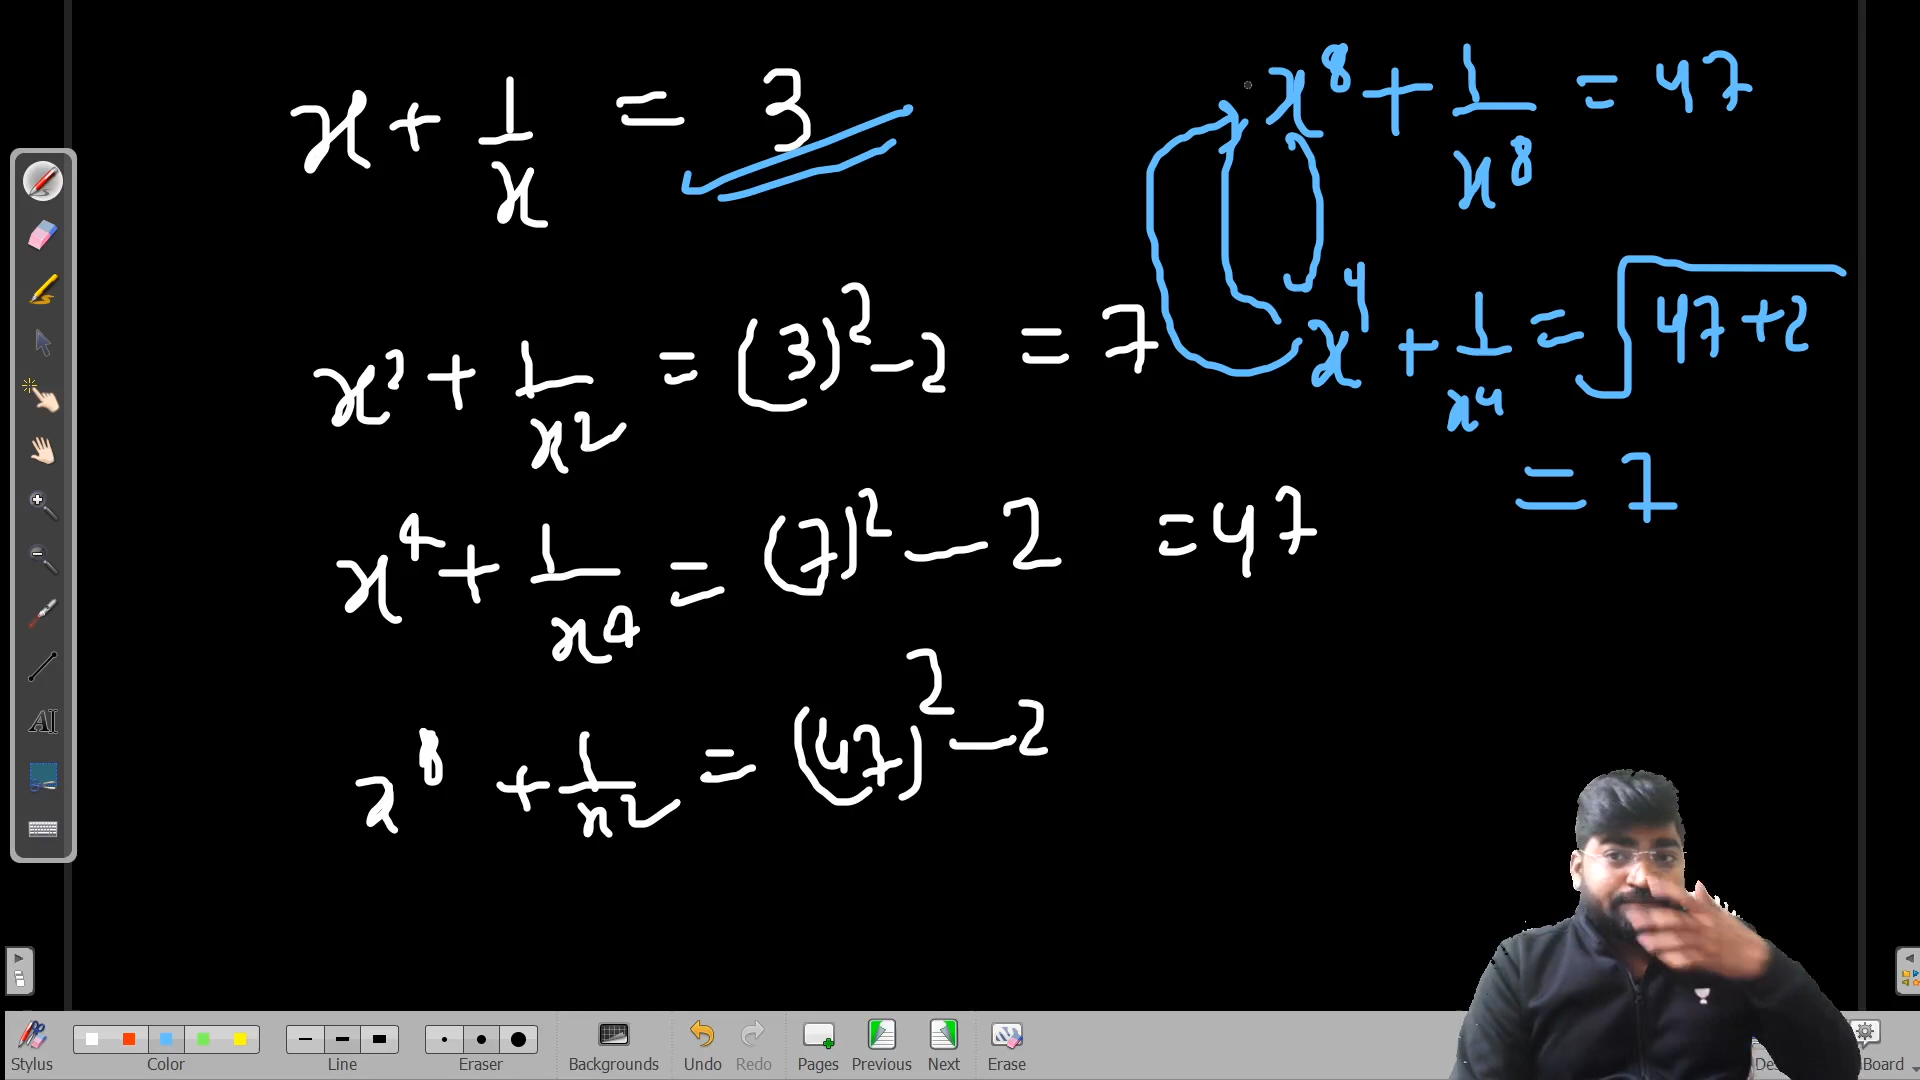 x + 1/x = 3
x² + 1/x² = (3)² - 2 = 7
x⁴ + 1/x⁴ = (7)² - 2 = 47
x⁸ + 1/x² = (47)² - 2
x⁸ + 1/x⁸ = 47
x⁴ + 1/x⁴ = √(47+2)
= 7
AI
Stylus Color Line Eraser Backgrounds Undo Redo Pages Previous Next Erase Board